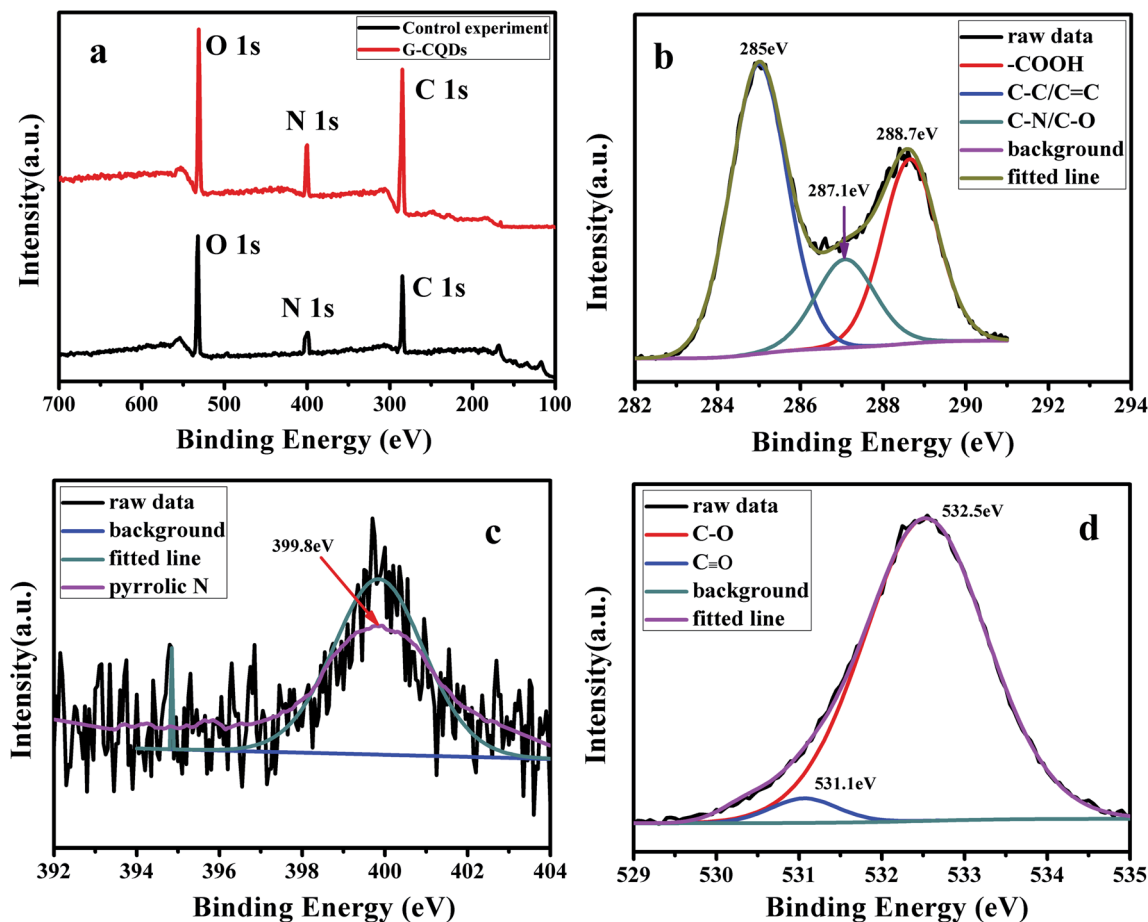 a
Control experiment
G-CQDs
O 1s
N 1s
C 1s
O 1s
N 1s
C 1s
Intensity(a.u.)
700 600 500 400 300 200 100
Binding Energy (eV)
b
285eV
287.1eV
288.7eV
raw data
-COOH
C-C/C=C
C-N/C-O
background
fitted line
Intensity(a.u.)
282 284 286 288 290 292 294
Binding Energy (eV)
raw data
background
fitted line
pyrrolic N
c
399.8eV
Intensity(a.u.)
392 394 396 398 400 402 404
Binding Energy (eV)
raw data
C-O
C≡O
background
fitted line
d
532.5eV
531.1eV
Intensity(a.u.)
529 530 531 532 533 534 535
Binding Energy (eV)